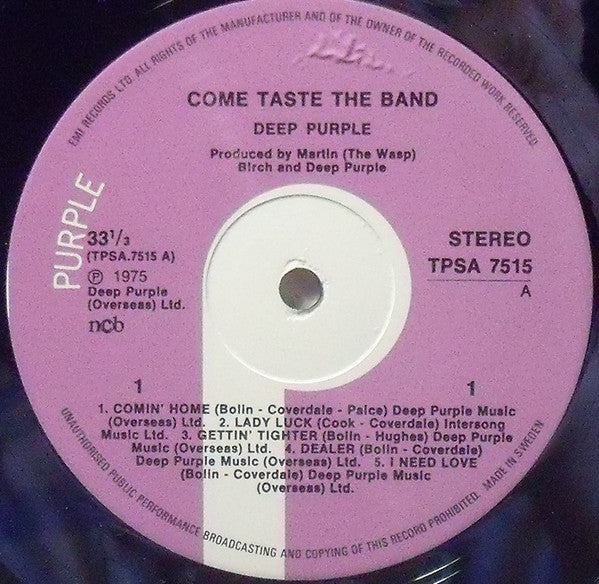 EMI RECORDS LTD. ALL RIGHTS OF THE MANUFACTURER AND OF THE OWNER OF THE RECORDED WORK RESERVED.
COME TASTE THE BAND
DEEP PURPLE
Produced by Martin (The Wasp)
Birch and Deep Purple
PURPLE
33 1/3
(TPSA.7515 A)
Ⓟ 1975
Deep Purple
(Overseas) Ltd.
ncb
STEREO
TPSA 7515
A
1
1
1. COMIN' HOME (Bolin - Coverdale - Paice) Deep Purple Music
(Overseas) Ltd. 2. LADY LUCK (Cook - Coverdale) Intersong
Music Ltd. 3. GETTIN' TIGHTER (Bolin - Hughes) Deep Purple
Music (Overseas) Ltd. 4. DEALER (Bolin - Coverdale)
Deep Purple Music (Overseas) Ltd. 5. I NEED LOVE
(Bolin - Coverdale) Deep Purple Music
(Overseas) Ltd.
UNAUTHORISED PUBLIC PERFORMANCE BROADCASTING AND COPYING OF THIS RECORD PROHIBITED. MADE IN SWEDEN